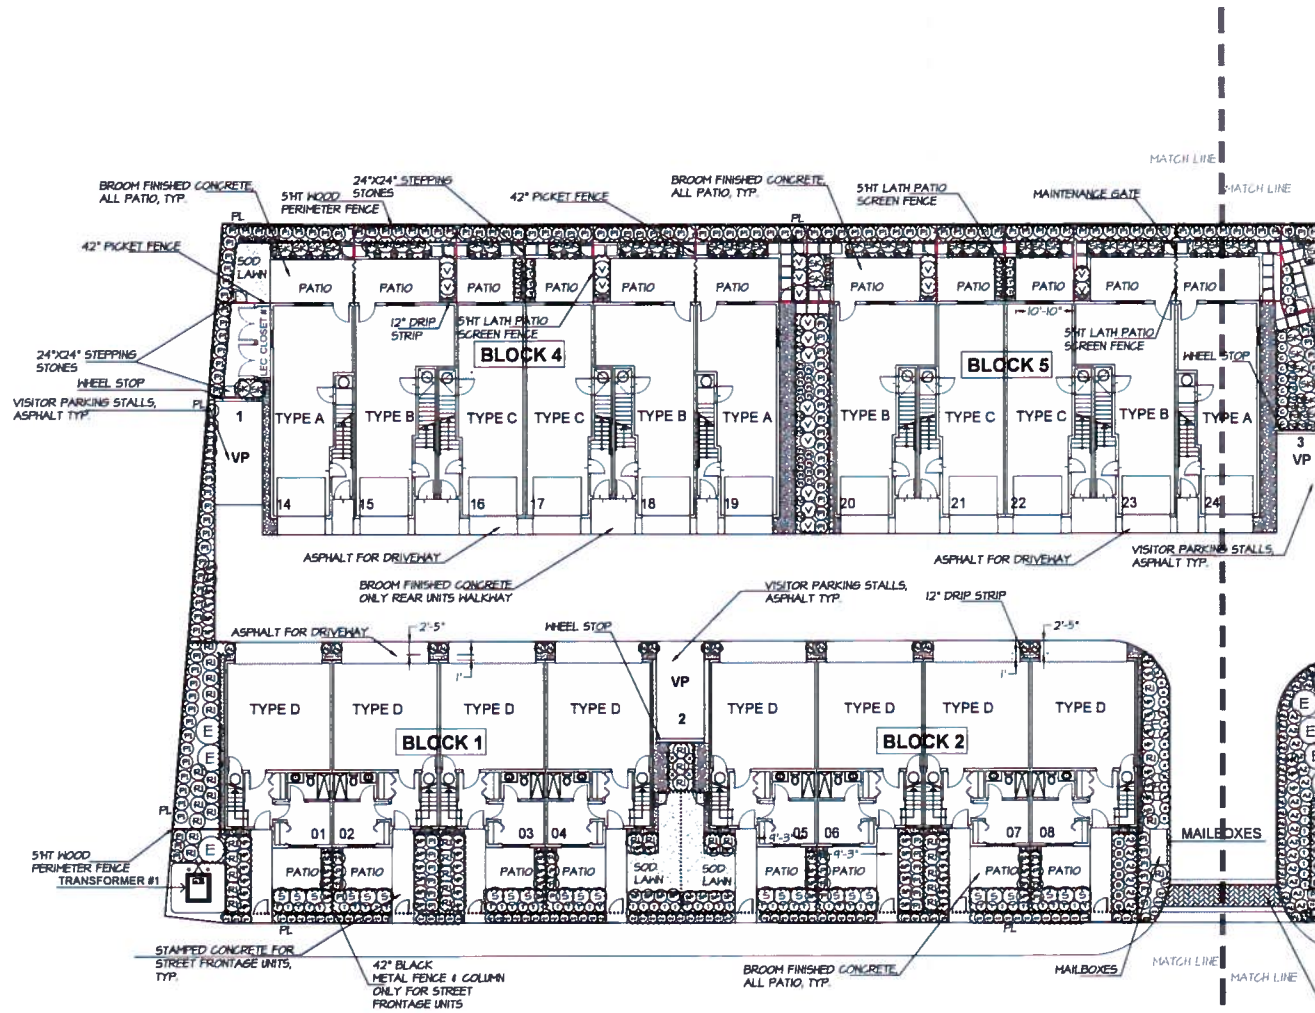 MATCH LINE
MATCH LINE
BROOM FINISHED CONCRETE,
ALL PATIO, TYP.
5'HT WOOD
PERIMETER FENCE
24"X24" STEPPING
STONES
42" PICKET FENCE
BROOM FINISHED CONCRETE,
ALL PATIO, TYP.
5'HT LATH PATIO
SCREEN FENCE
MAINTENANCE GATE
PL
PL
42" PICKET FENCE
SOD
LAWN
PATIO
PATIO
PATIO
PATIO
PATIO
PATIO
PATIO
PATIO
PATIO
PATIO
PATIO
12" DRIP
STRIP
5'HT LATH PATIO
SCREEN FENCE
10'-10"
5'HT LATH PATIO
SCREEN FENCE
LEC CLOSET #1
BLOCK 4
BLOCK 5
24"X24" STEPPING
STONES
WHEEL STOP
WHEEL STOP
VISITOR PARKING STALLS,
ASPHALT TYP.
PL
1
VP
TYPE A
TYPE B
TYPE C
TYPE C
TYPE B
TYPE A
TYPE B
TYPE C
TYPE C
TYPE B
TYPE A
3
VP
14
15
16
17
18
19
20
21
22
23
24
ASPHALT FOR DRIVEWAY
ASPHALT FOR DRIVEWAY
VISITOR PARKING STALLS,
ASPHALT TYP.
BROOM FINISHED CONCRETE
ONLY REAR UNITS WALKWAY
VISITOR PARKING STALLS,
ASPHALT TYP.
12" DRIP STRIP
ASPHALT FOR DRIVEWAY
2'-5"
WHEEL STOP
2'-5"
1'
1'
VP
2
TYPE D
TYPE D
TYPE D
TYPE D
TYPE D
TYPE D
TYPE D
TYPE D
BLOCK 1
BLOCK 2
E
E
E
E
E
PL
01
02
03
04
05
06
07
08
9'-3"
9'-3"
MAILBOXES
5'HT WOOD
PERIMETER FENCE
TRANSFORMER #1
PATIO
PATIO
PATIO
PATIO
SOD
LAWN
SOD
LAWN
PATIO
PATIO
PATIO
PATIO
PL
PL
STAMPED CONCRETE FOR
STREET FRONTAGE UNITS,
TYP.
42" BLACK
METAL FENCE & COLUMN
ONLY FOR STREET
FRONTAGE UNITS
BROOM FINISHED CONCRETE,
ALL PATIO, TYP.
MAILBOXES
MATCH LINE
MATCH LINE